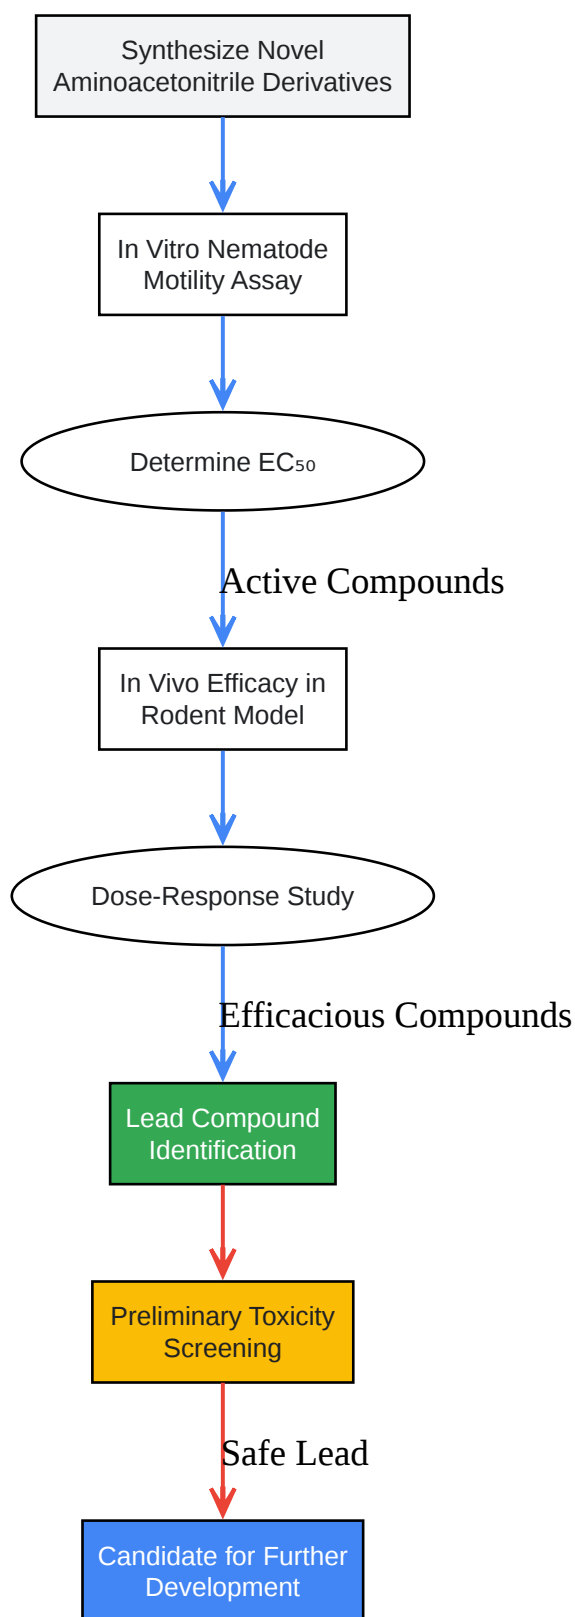 Synthesize Novel
Aminoacetonitrile Derivatives
In Vitro Nematode
Motility Assay
Determine EC₅₀
Active Compounds
In Vivo Efficacy in
Rodent Model
Dose-Response Study
Efficacious Compounds
Lead Compound
Identification
Preliminary Toxicity
Screening
Safe Lead
Candidate for Further
Development